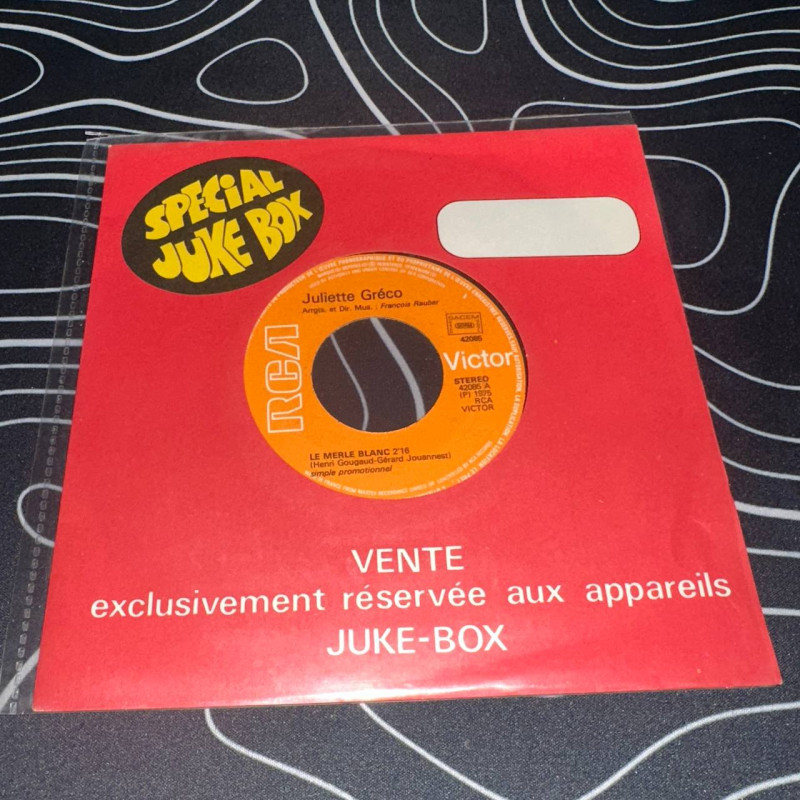 SPECIAL
JUKE BOX
Juliette Gréco
Arrgts. et Dir. Mus. : François Rauber
RCA
Victor
SACEM
42085
STEREO
42085 A
(P) 1975
RCA
VICTOR
LE MERLE BLANC 2'16
(Henri Gougaud-Gérard Jouannest)
simple promotionnel
VENTE
exclusivement réservée aux appareils
JUKE-BOX